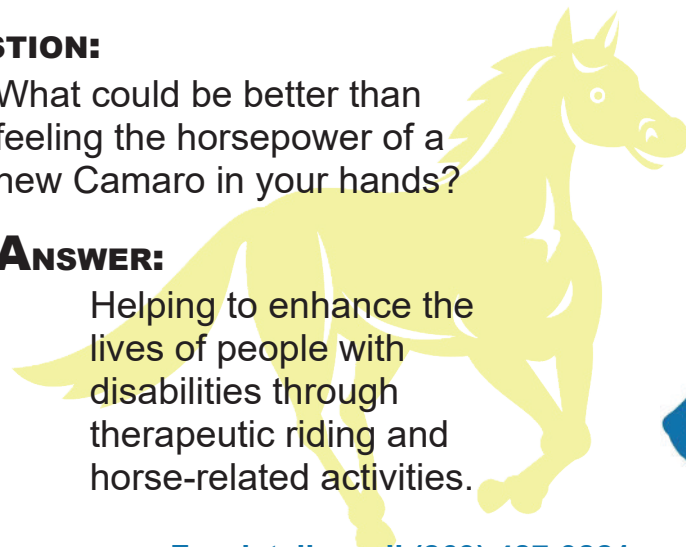 STION:
What could be better than
feeling the horsepower of a
new Camaro in your hands?
ANSWER:
Helping to enhance the
lives of people with
disabilities through
therapeutic riding and
horse-related activities.